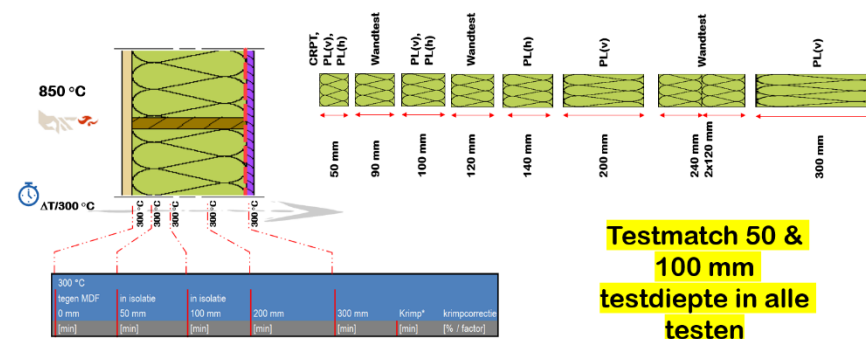 CRPT,
PL(v),
PL(h)
Wandtest
PL(v),
PL(h)
Wandtest
PL(h)
PL(v)
Wandtest
PL(v)
50 mm
90 mm
100 mm
120 mm
140 mm
200 mm
240 mm
2x120 mm
300 mm
850 °C
ΔT/300 °C
300 °C
300 °C
300 °C
300 °C
300 °C
300 °C
tegen MDF in isolatie in isolatie
0 mm 50 mm 100 mm 200 mm 300 mm Krimp* krimpcorrectie
[min] [min] [min] [min] [min] [min] [% / factor]
Testmatch 50 &
100 mm
testdiepte in alle
testen